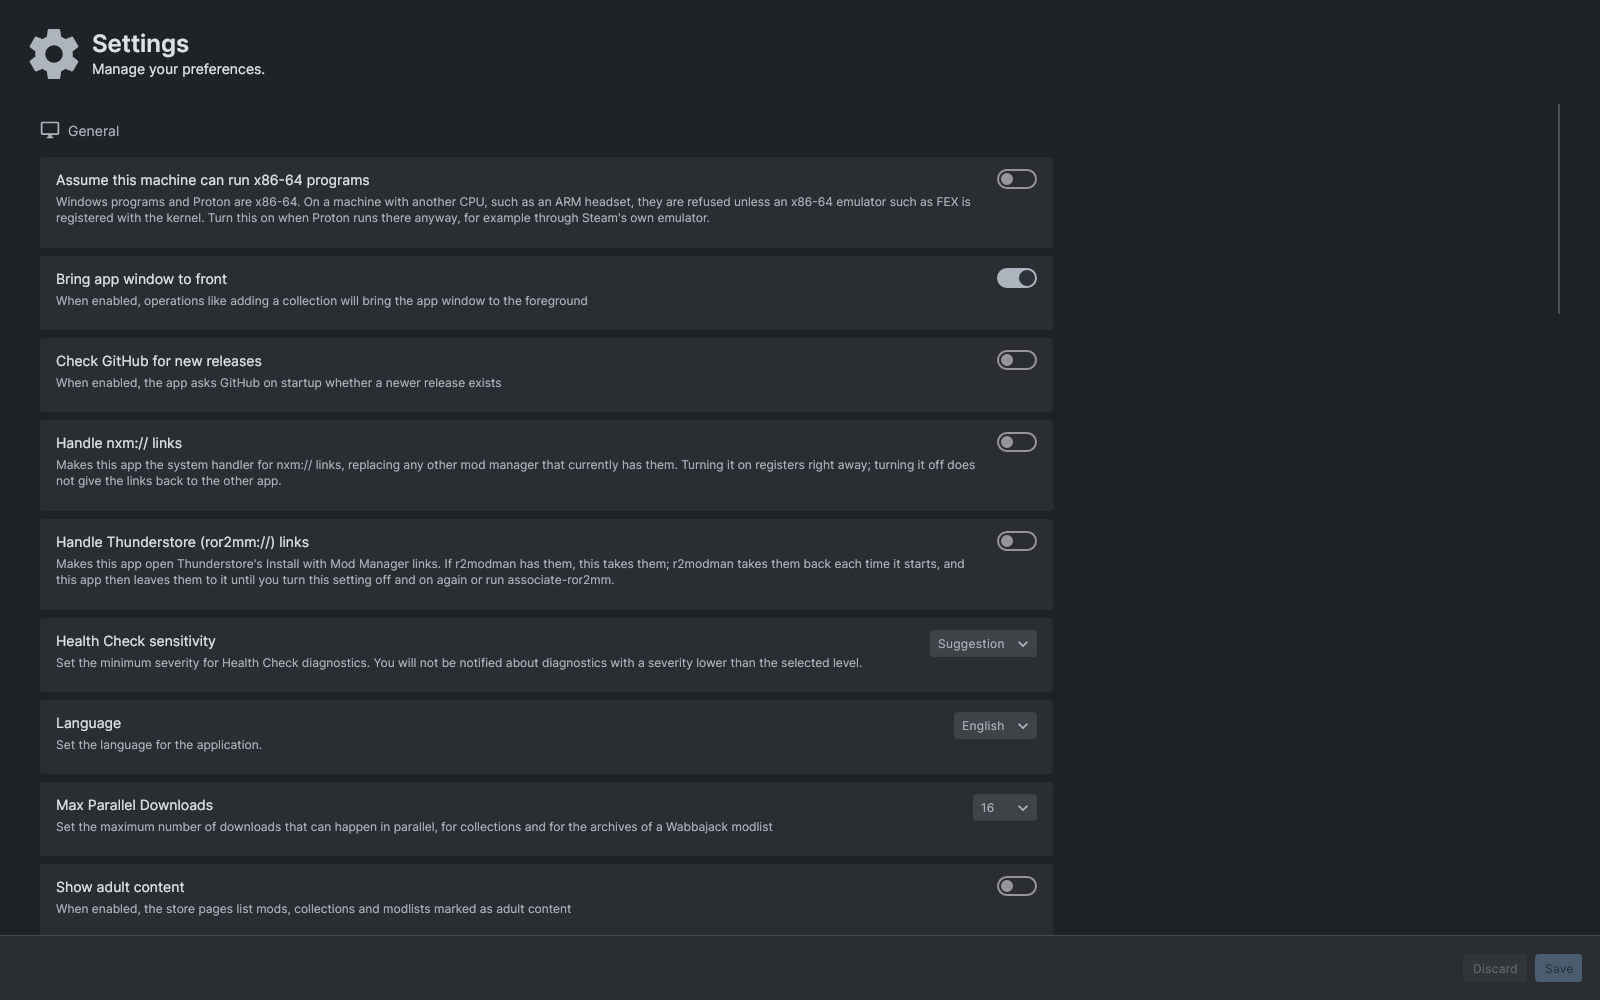 Settings
Manage your preferences.
General
Assume this machine can run x86-64 programs
Windows programs and Proton are x86-64. On a machine with another CPU, such as an ARM headset, they are refused unless an x86-64 emulator such as FEX is
registered with the kernel. Turn this on when Proton runs there anyway, for example through Steam's own emulator.
Bring app window to front
When enabled, operations like adding a collection will bring the app window to the foreground
Check GitHub for new releases
When enabled, the app asks GitHub on startup whether a newer release exists
Handle nxm:// links
Makes this app the system handler for nxm:// links, replacing any other mod manager that currently has them. Turning it on registers right away; turning it off does
not give the links back to the other app.
Handle Thunderstore (ror2mm://) links
Makes this app open Thunderstore's Install with Mod Manager links. If r2modman has them, this takes them; r2modman takes them back each time it starts, and
this app then leaves them to it until you turn this setting off and on again or run associate-ror2mm.
Health Check sensitivity
Suggestion
Set the minimum severity for Health Check diagnostics. You will not be notified about diagnostics with a severity lower than the selected level.
Language
English
Set the language for the application.
Max Parallel Downloads
16
Set the maximum number of downloads that can happen in parallel, for collections and for the archives of a Wabbajack modlist
Show adult content
When enabled, the store pages list mods, collections and modlists marked as adult content
Discard
Save